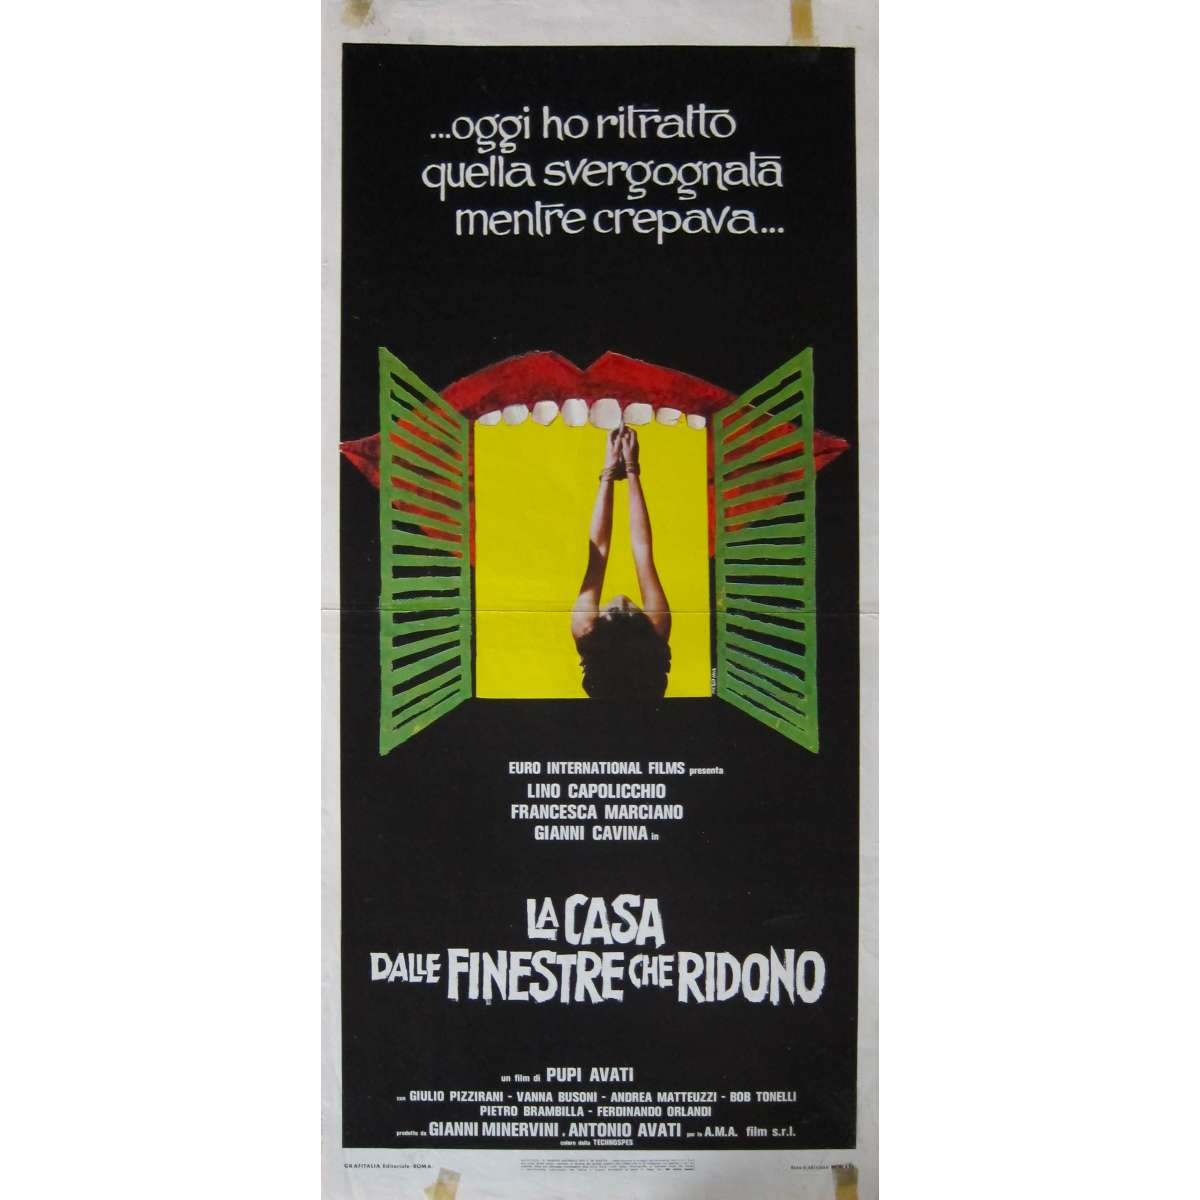 ...oggi ho ritratto
quella svergognata
mentre crepava...
EURO INTERNATIONAL FILMS presenta
LINO CAPOLICCHIO
FRANCESCA MARCIANO
GIANNI CAVINA in
LA CASA
DALLE FINESTRE CHE RIDONO
un film di PUPI AVATI
con GIULIO PIZZIRANI - VANNA BUSONI - ANDREA MATTEUZZI - BOB TONELLI
PIETRO BRAMBILLA - FERDINANDO ORLANDI
prodotto da GIANNI MINERVINI e ANTONIO AVATI per la A.M.A. film s.r.l.
colore della TECHNOSPES
GRAFITALIA Editoriale - ROMA